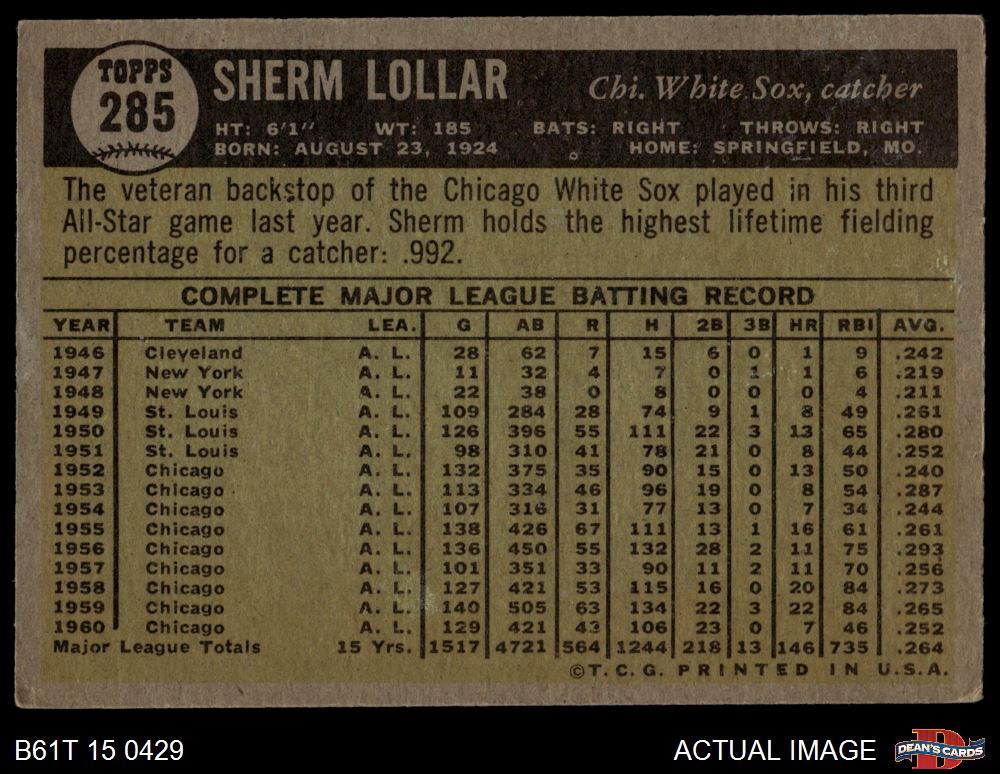 TOPPS
285
SHERM LOLLAR
Chi. White Sox, catcher
HT: 6'1" WT: 185 BATS: RIGHT THROWS: RIGHT
BORN: AUGUST 23, 1924 HOME: SPRINGFIELD, MO.
The veteran backstop of the Chicago White Sox played in his third
All-Star game last year. Sherm holds the highest lifetime fielding
percentage for a catcher: .992.
COMPLETE MAJOR LEAGUE BATTING RECORD
YEAR TEAM LEA. G AB R H 2B 3B HR RBI AVG.
1946 Cleveland A. L. 28 62 7 15 6 0 1 9 .242
1947 New York A. L. 11 32 4 7 0 1 1 6 .219
1948 New York A. L. 22 38 0 8 0 0 0 4 .211
1949 St. Louis A. L. 109 284 28 74 9 1 8 49 .261
1950 St. Louis A. L. 126 396 55 111 22 3 13 65 .280
1951 St. Louis A. L. 98 310 41 78 21 0 8 44 .252
1952 Chicago A. L. 132 375 35 90 15 0 13 50 .240
1953 Chicago A. L. 113 334 46 96 19 0 8 54 .287
1954 Chicago A. L. 107 316 31 77 13 0 7 34 .244
1955 Chicago A. L. 138 426 67 111 13 1 16 61 .261
1956 Chicago A. L. 136 450 55 132 28 2 11 75 .293
1957 Chicago A. L. 101 351 33 90 11 2 11 70 .256
1958 Chicago A. L. 127 421 53 115 16 0 20 84 .273
1959 Chicago A. L. 140 505 63 134 22 3 22 84 .265
1960 Chicago A. L. 129 421 43 106 23 0 7 46 .252
Major League Totals 15 Yrs. 1517 4721 564 1244 218 13 146 735 .264
©T. C. G. PRINTED IN U.S.A.
B61T 15 0429
ACTUAL IMAGE
DEAN'S CARDS